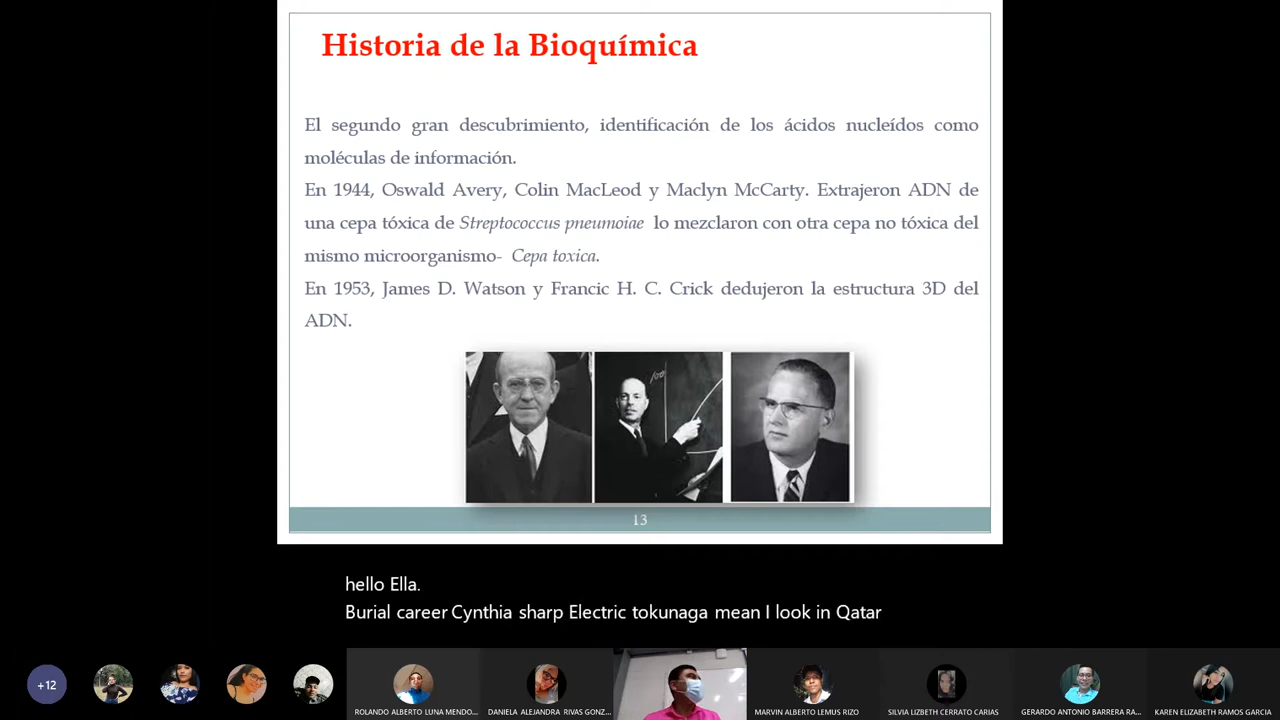 Historia de la Bioquímica
El segundo gran descubrimiento, identificación de los ácidos nucleídos como
moléculas de información.
En 1944, Oswald Avery, Colin MacLeod y Maclyn McCarty. Extrajeron ADN de
una cepa tóxica de Streptococcus pneumoiae lo mezclaron con otra cepa no tóxica del
mismo microorganismo- Cepa toxica.
En 1953, James D. Watson y Francic H. C. Crick dedujeron la estructura 3D del
ADN.
100
13
hello Ella.
Burial career Cynthia sharp Electric tokunaga mean I look in Qatar
+12
ROLANDO ALBERTO LUNA MENDO...
DANIELA ALEJANDRA RIVAS GONZ...
MARVIN ALBERTO LEMUS RIZO
SILVIA LIZBETH CERRATO CARIAS
GERARDO ANTONIO BARRERA RA...
KAREN ELIZABETH RAMOS GARCIA